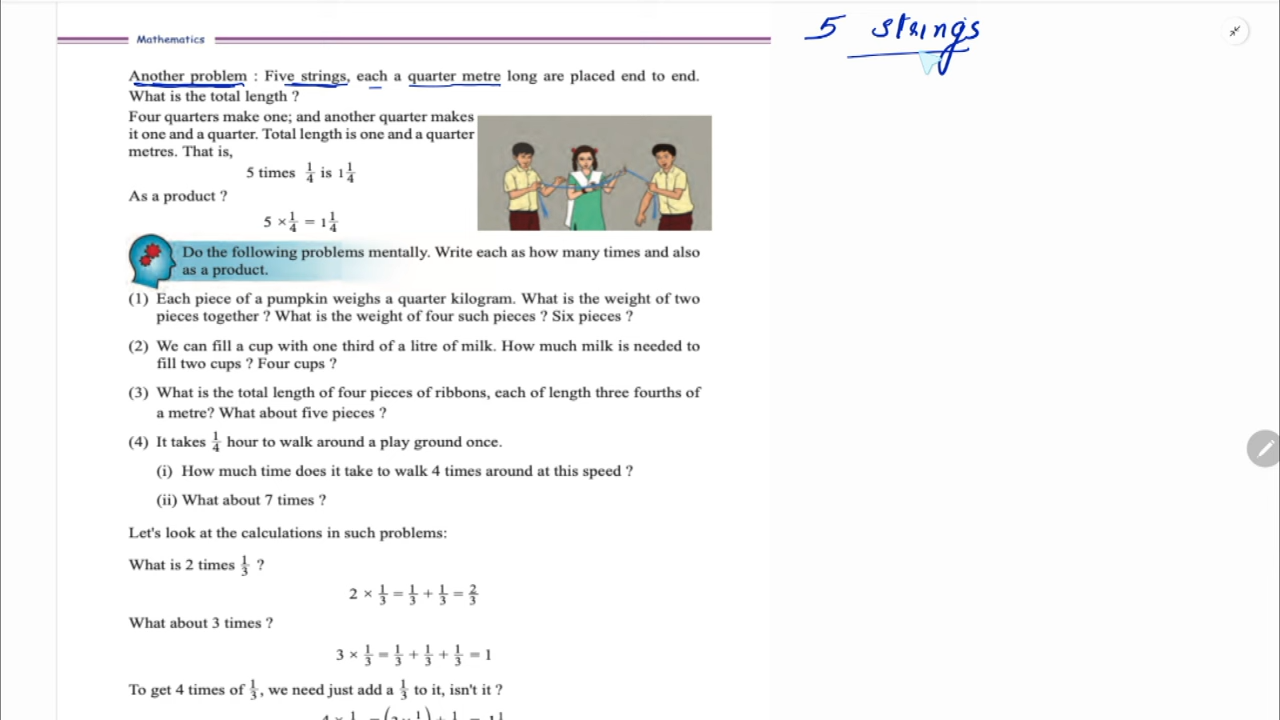 5 strings
Mathematics
Another problem : Five strings, each a quarter metre long are placed end to end.
What is the total length ?
Four quarters make one; and another quarter makes
it one and a quarter. Total length is one and a quarter
metres. That is,
5 times 1/4 is 1 1/4
As a product ?
5 × 1/4 = 1 1/4
Do the following problems mentally. Write each as how many times and also
as a product.
(1) Each piece of a pumpkin weighs a quarter kilogram. What is the weight of two
pieces together ? What is the weight of four such pieces ? Six pieces ?
(2) We can fill a cup with one third of a litre of milk. How much milk is needed to
fill two cups ? Four cups ?
(3) What is the total length of four pieces of ribbons, each of length three fourths of
a metre? What about five pieces ?
(4) It takes 1/4 hour to walk around a play ground once.
(i) How much time does it take to walk 4 times around at this speed ?
(ii) What about 7 times ?
Let's look at the calculations in such problems:
What is 2 times 1/3 ?
2 × 1/3 = 1/3 + 1/3 = 2/3
What about 3 times ?
3 × 1/3 = 1/3 + 1/3 + 1/3 = 1
To get 4 times of 1/3, we need just add a 1/3 to it, isn't it ?